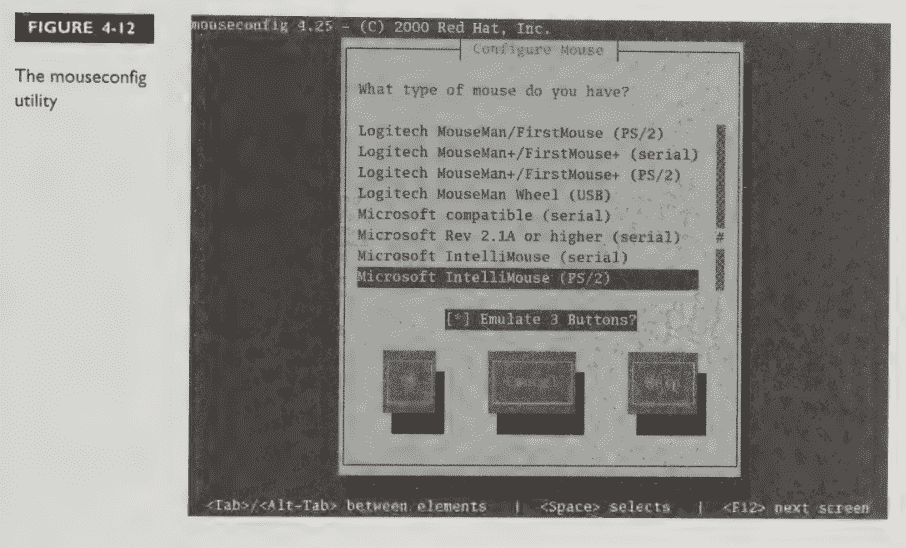 FIGURE 4-12
The mouseconfig
utility
mouseconfig 4.25 - (C) 2000 Red Hat, Inc.
Configure Mouse
What type of mouse do you have?
Logitech MouseMan/FirstMouse (PS/2)
Logitech MouseMan+/FirstMouse+ (serial)
Logitech MouseMan+/FirstMouse+ (PS/2)
Logitech MouseMan Wheel (USB)
Microsoft compatible (serial)
Microsoft Rev 2.1A or higher (serial)
#
Microsoft IntelliMouse (serial)
Microsoft IntelliMouse (PS/2)
[*] Emulate 3 Buttons?
<Tab>/<Alt-Tab> between elements | <Space> selects | <F12> next screen